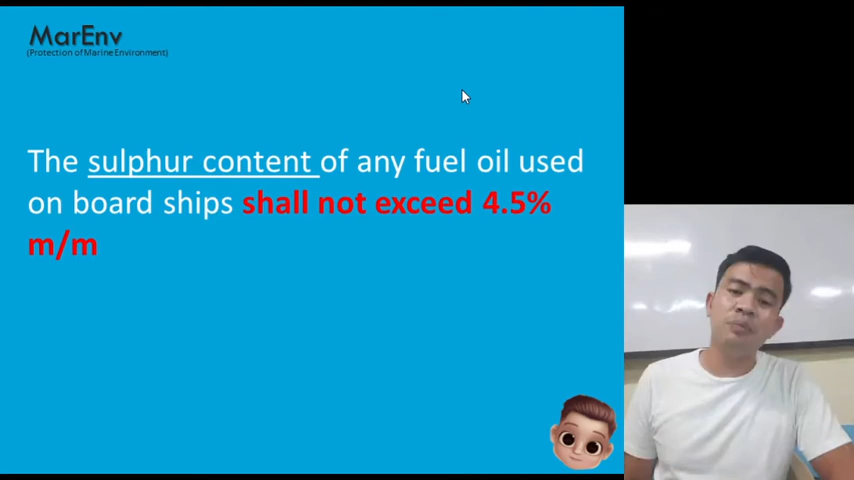 MarEnv
(Protection of Marine Environment)
The sulphur content of any fuel oil used
on board ships shall not exceed 4.5%
m/m